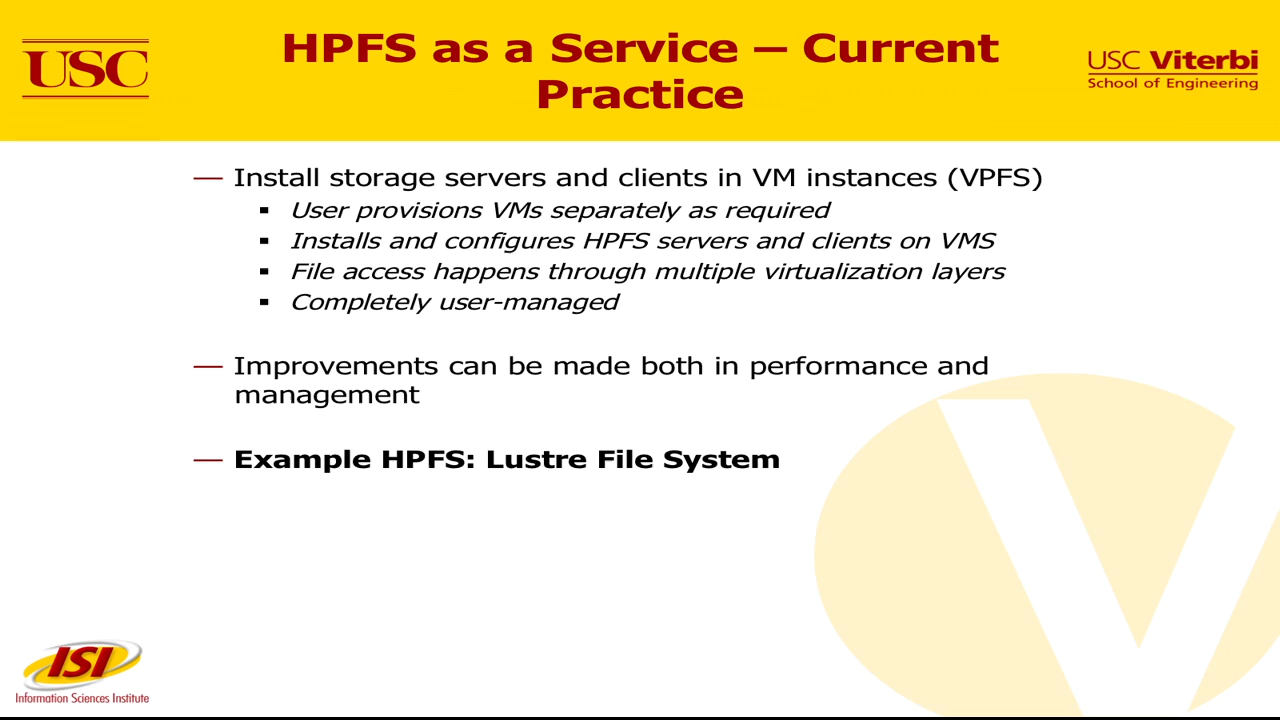 USC
HPFS as a Service – Current
Practice
USC Viterbi
School of Engineering
— Install storage servers and clients in VM instances (VPFS)
▪ User provisions VMs separately as required
▪ Installs and configures HPFS servers and clients on VMS
▪ File access happens through multiple virtualization layers
▪ Completely user-managed
— Improvements can be made both in performance and
management
— Example HPFS: Lustre File System
V
ISI
Information Sciences Institute